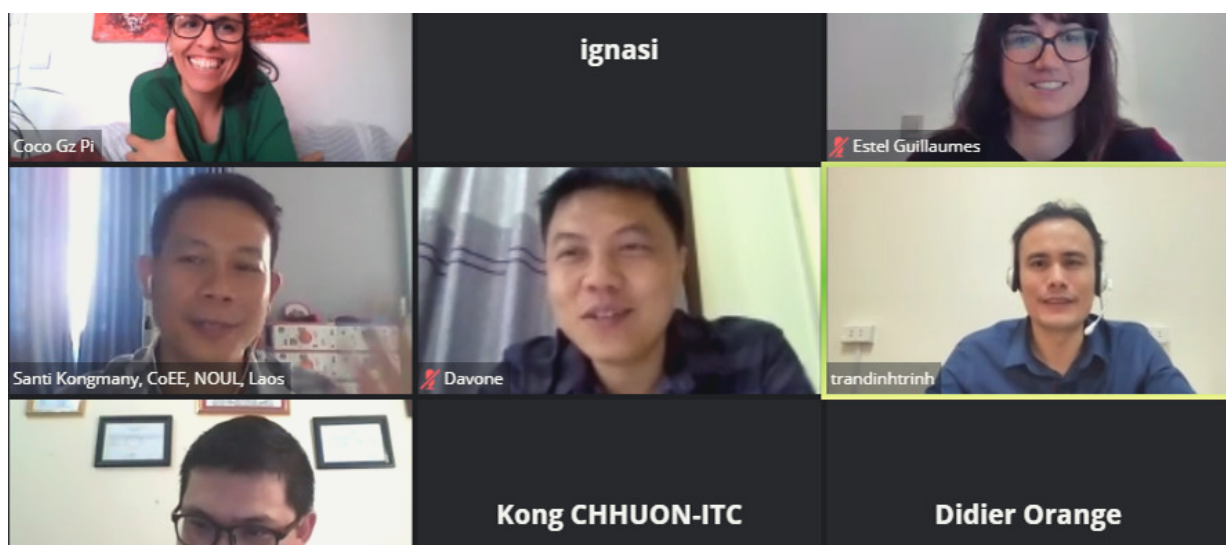 ignasi
Coco Gz Pi
Estel Guillaumes
Santi Kongmany, CoEE, NOUL, Laos
Davone
trandinhtrinh
Kong CHHUON-ITC
Didier Orange